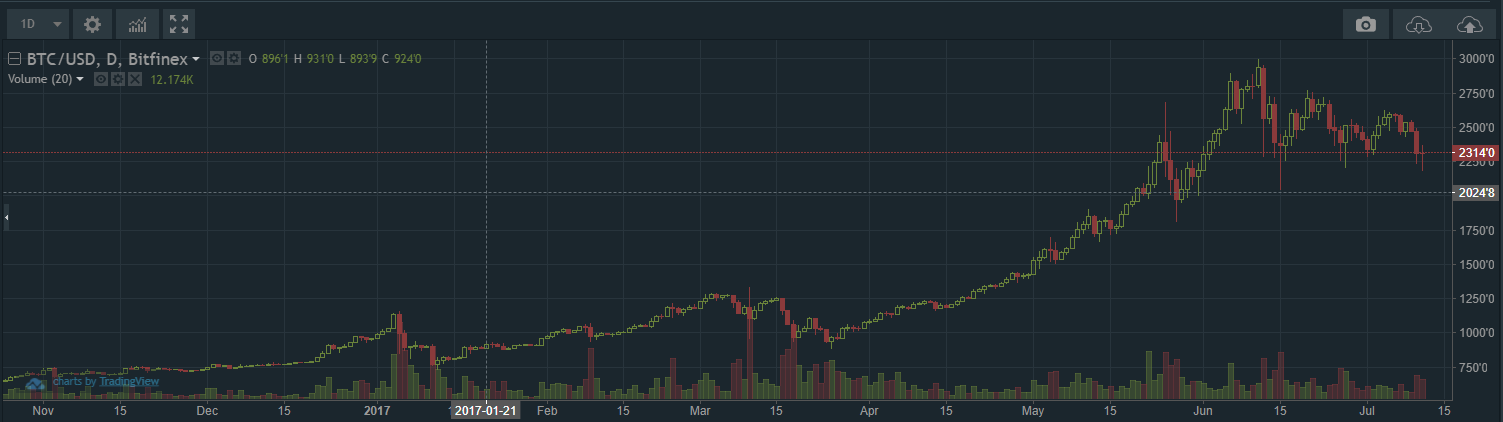 1D
BTC/USD, D, Bitfinex O 896'1 H 931'0 L 893'9 C 924'0
Volume (20) 12.174K
3000'0
2750'0
2500'0
2314'0
2250'0
2024'8
1750'0
1500'0
1250'0
1000'0
750'0
charts by TradingView
Nov 15 Dec 15 2017 2017-01-21 Feb 15 Mar 15 Apr 15 May 15 Jun 15 Jul 15